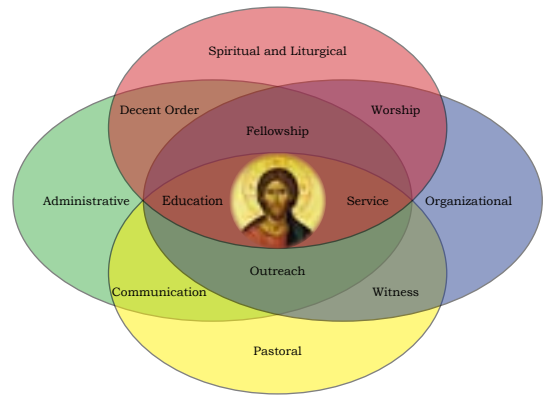 Spiritual and Liturgical
Decent Order
Worship
Fellowship
Administrative
Education
Service
Organizational
Outreach
Communication
Witness
Pastoral